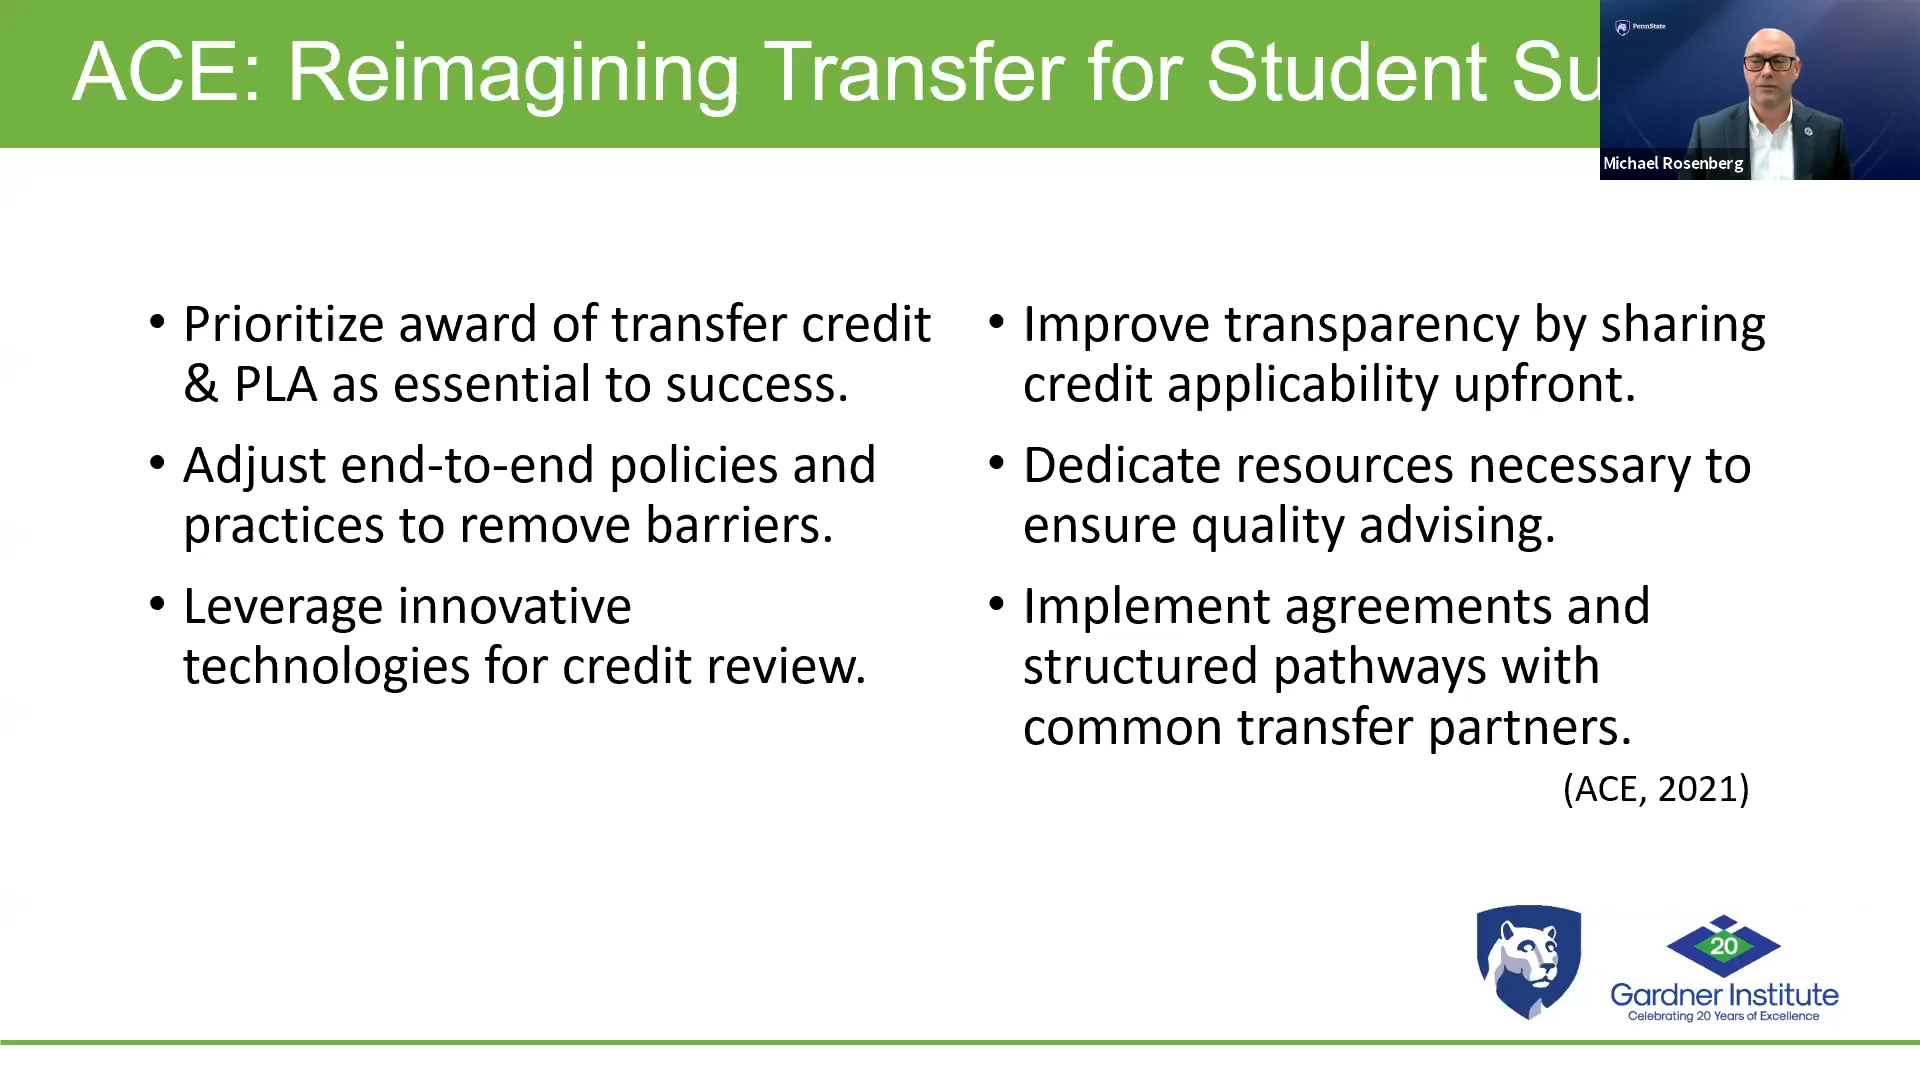 ACE: Reimagining Transfer for Student Su
PennState
Michael Rosenberg
• Prioritize award of transfer credit
& PLA as essential to success.
• Adjust end-to-end policies and
practices to remove barriers.
• Leverage innovative
technologies for credit review.
• Improve transparency by sharing
credit applicability upfront.
• Dedicate resources necessary to
ensure quality advising.
• Implement agreements and
structured pathways with
common transfer partners.
(ACE, 2021)
20
Gardner Institute
Celebrating 20 Years of Excellence